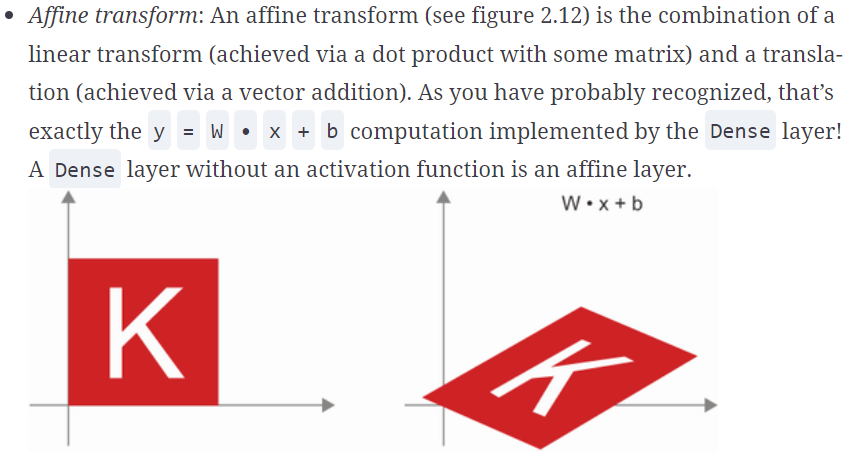 • Affine transform: An affine transform (see figure 2.12) is the combination of a
linear transform (achieved via a dot product with some matrix) and a transla-
tion (achieved via a vector addition). As you have probably recognized, that’s
exactly the y = W • x + b computation implemented by the Dense layer!
A Dense layer without an activation function is an affine layer.
W • x + b
K
K